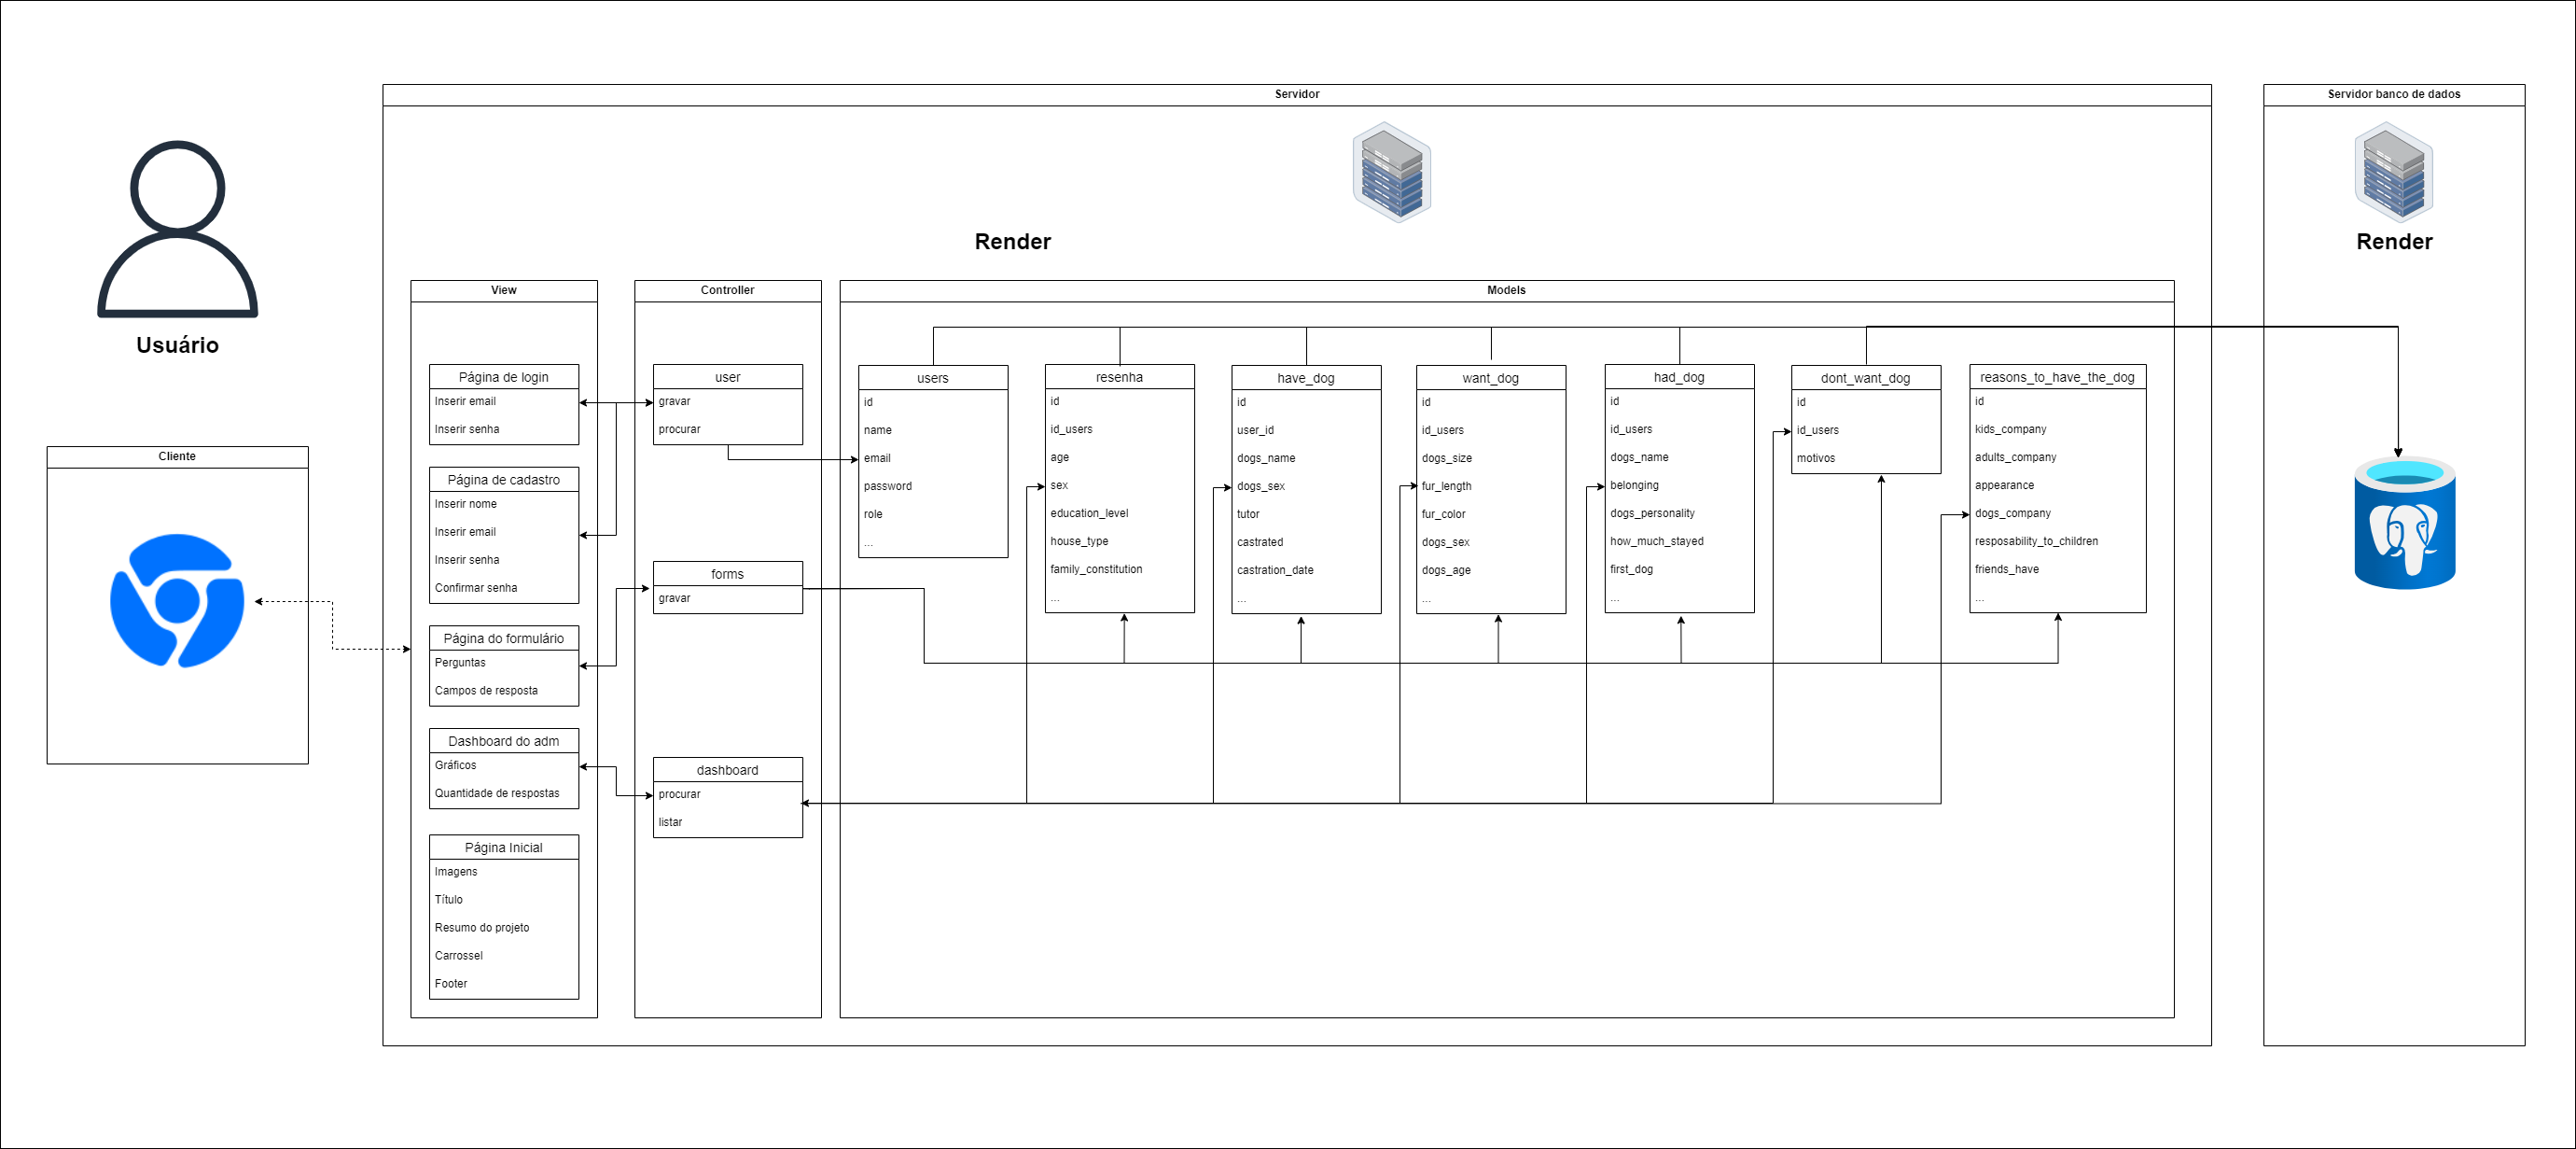 Usuário
Cliente
Servidor
Render
View
Página de login
Inserir email
Inserir senha
Página de cadastro
Inserir nome
Inserir email
Inserir senha
Confirmar senha
Página do formulário
Perguntas
Campos de resposta
Dashboard do adm
Gráficos
Quantidade de respostas
Página Inicial
Imagens
Título
Resumo do projeto
Carrossel
Footer
Controller
user
gravar
procurar
forms
gravar
dashboard
procurar
listar
Models
users
id
name
email
password
role
...
resenha
id
id_users
age
sex
education_level
house_type
family_constitution
...
have_dog
id
user_id
dogs_name
dogs_sex
tutor
castrated
castration_date
...
want_dog
id
id_users
dogs_size
fur_length
fur_color
dogs_sex
dogs_age
...
had_dog
id
id_users
dogs_name
belonging
dogs_personality
how_much_stayed
first_dog
...
dont_want_dog
id
id_users
motivos
reasons_to_have_the_dog
id
kids_company
adults_company
appearance
dogs_company
resposability_to_children
friends_have
...
Servidor banco de dados
Render